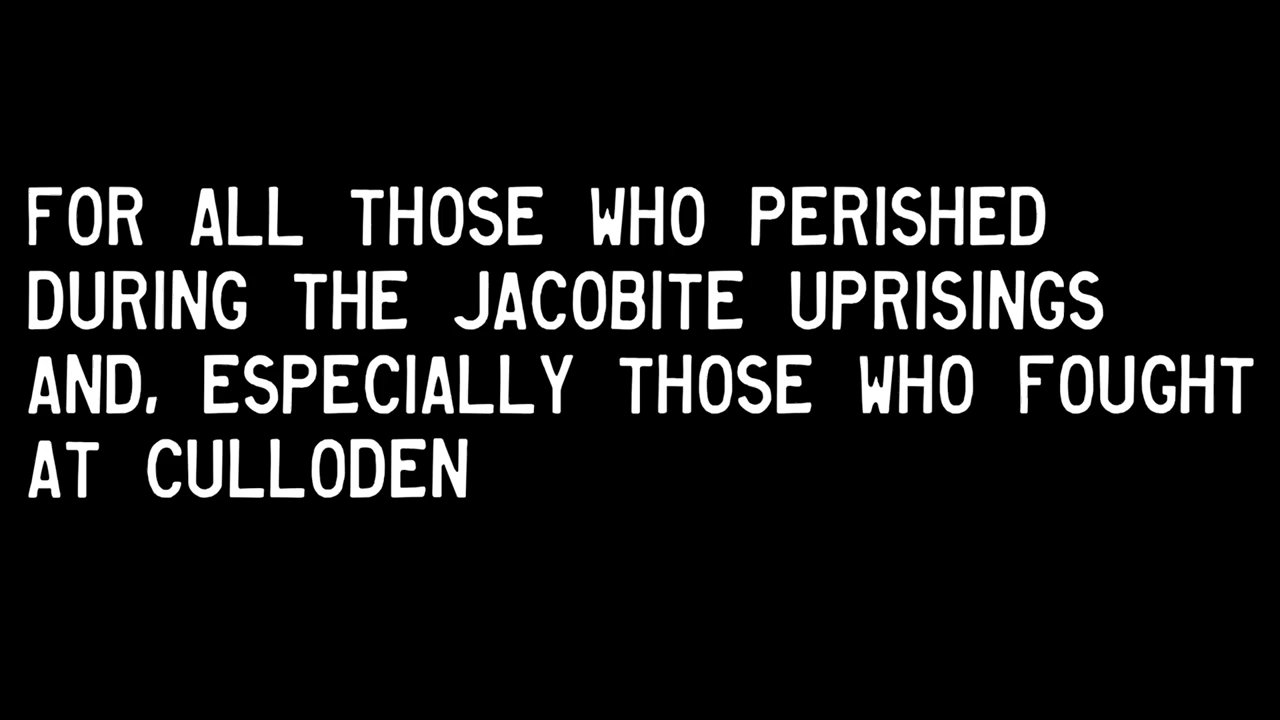 FOR ALL THOSE WHO PERISHED
DURING THE JACOBITE UPRISINGS
AND, ESPECIALLY THOSE WHO FOUGHT
AT CULLODEN